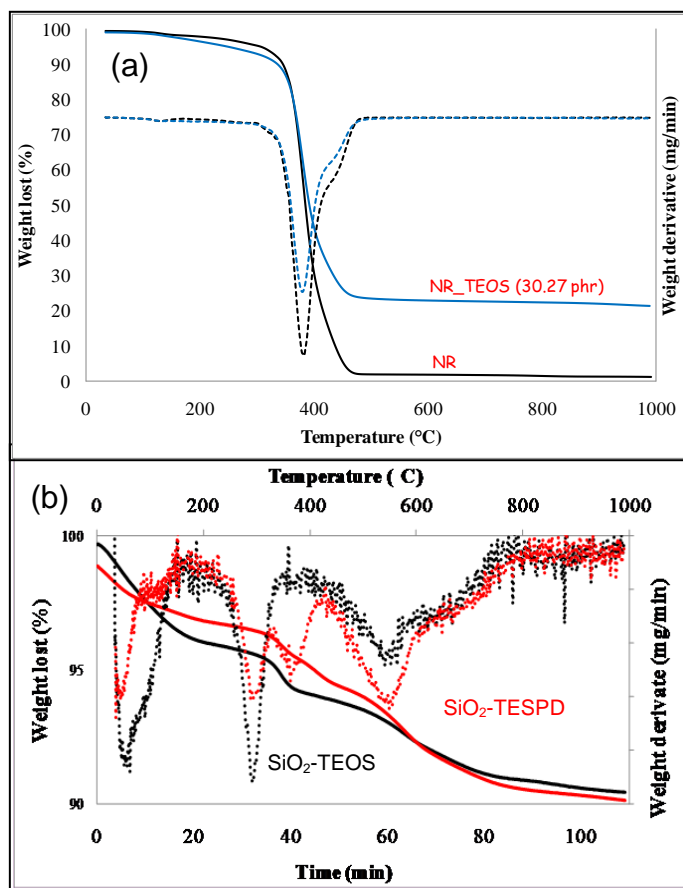 (a)
100
90
80
70
60
50
40
30
20
10
0
Weight lost (%)
Weight derivative (mg/min)
NR_TEOS (30.27 phr)
NR
0 200 400 600 800 1000
Temperature (°C)
(b)
Temperature ( C)
0 200 400 600 800 1000
100
95
90
Weight lost (%)
Weight derivate (mg/min)
SiO2-TESPD
SiO2-TEOS
0 20 40 60 80 100
Time (min)